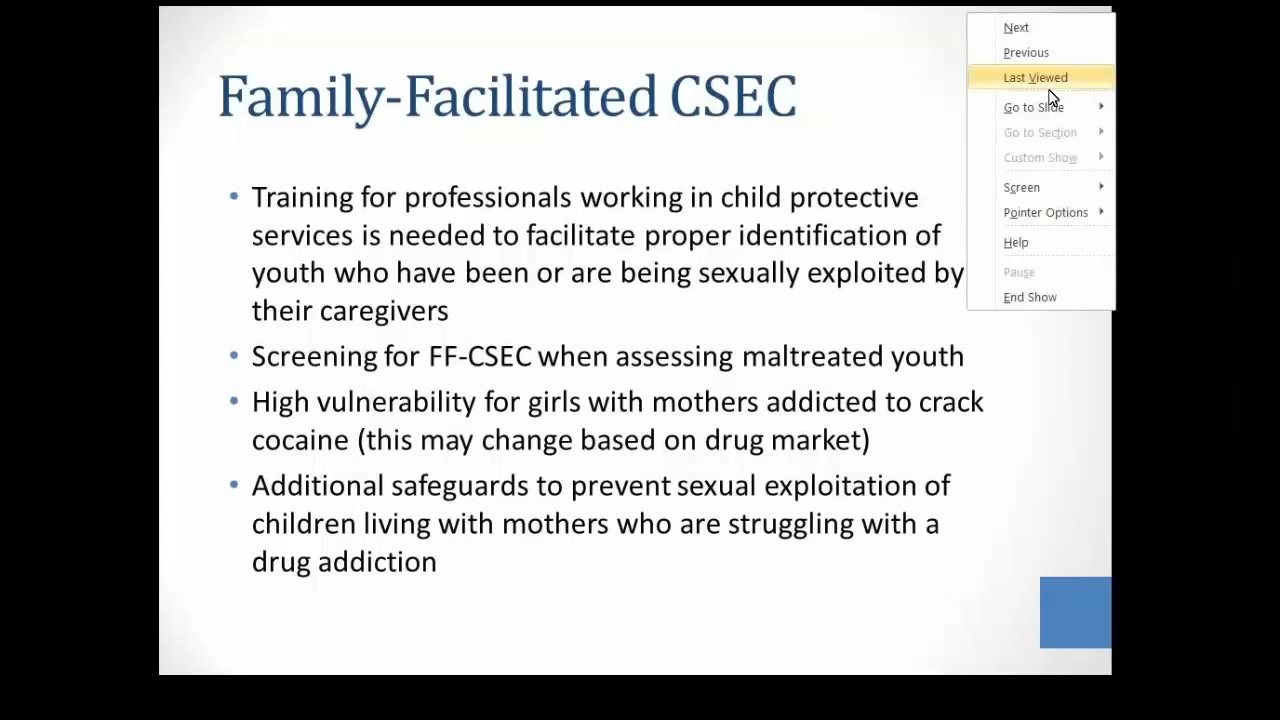 Family-Facilitated CSEC
• Training for professionals working in child protective
services is needed to facilitate proper identification of
youth who have been or are being sexually exploited by
their caregivers
• Screening for FF-CSEC when assessing maltreated youth
• High vulnerability for girls with mothers addicted to crack
cocaine (this may change based on drug market)
• Additional safeguards to prevent sexual exploitation of
children living with mothers who are struggling with a
drug addiction
Next
Previous
Last Viewed
Go to Slide
Go to Section
Custom Show
Screen
Pointer Options
Help
Pause
End Show